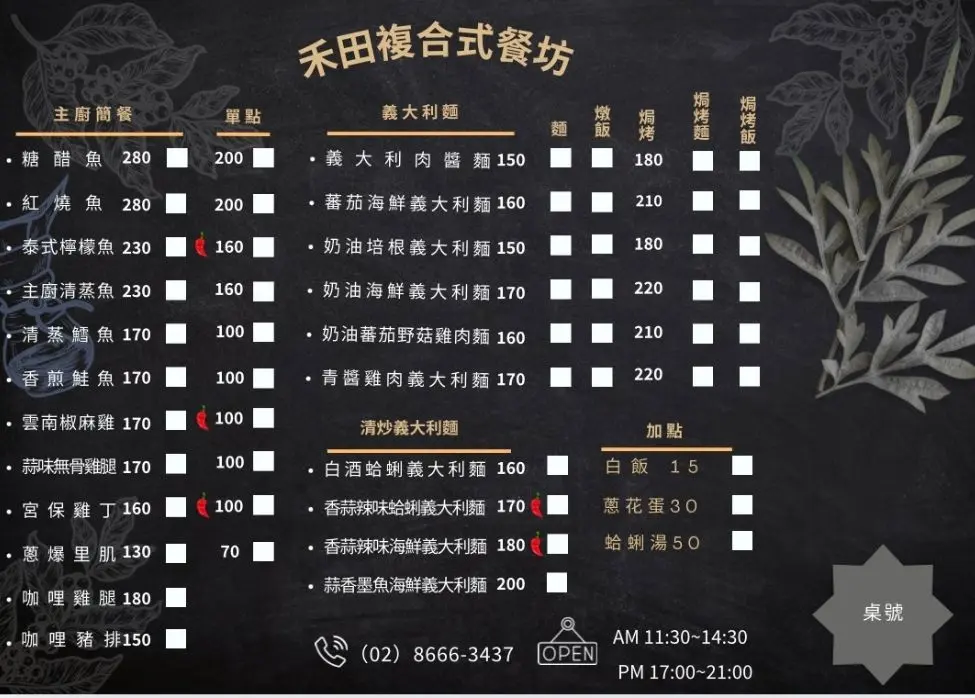 禾田複合式餐坊
主廚簡餐 單點
糖醋魚 280 200
紅燒魚 280 200
泰式檸檬魚 230 160
主廚清蒸魚 230 160
清蒸鱈魚 170 100
香煎鮭魚 170 100
雲南椒麻雞 170 100
蒜味無骨雞腿 170 100
宮保雞丁 160 100
蔥爆里肌 130 70
咖哩雞腿 180
咖哩豬排 150
義大利麵 麵 燉飯 焗烤 焗烤麵 焗烤飯
義大利肉醬麵 150 180
蕃茄海鮮義大利麵 160 210
奶油培根義大利麵 150 180
奶油海鮮義大利麵 170 220
奶油蕃茄野菇雞肉麵 160 210
青醬雞肉義大利麵 170 220
清炒義大利麵
白酒蛤蜊義大利麵 160
香蒜辣味蛤蜊義大利麵 170
香蒜辣味海鮮義大利麵 180
蒜香墨魚海鮮義大利麵 200
加點
白飯 15
蔥花蛋30
蛤蜊湯50
桌號
（02）8666-3437
OPEN
AM 11:30~14:30
PM 17:00~21:00